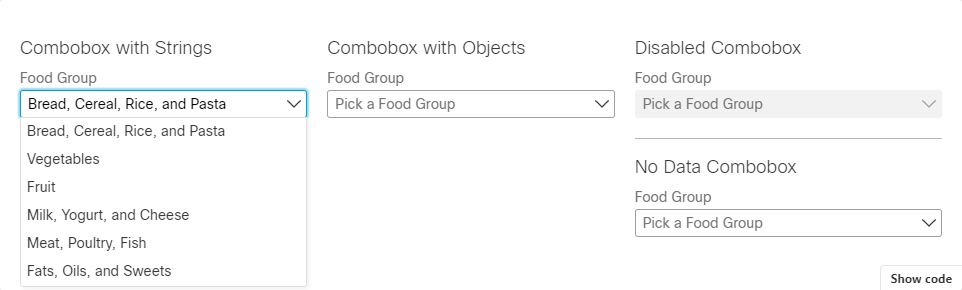 Combobox with Strings
Food Group
Bread, Cereal, Rice, and Pasta
Bread, Cereal, Rice, and Pasta
Vegetables
Fruit
Milk, Yogurt, and Cheese
Meat, Poultry, Fish
Fats, Oils, and Sweets
Combobox with Objects
Food Group
Pick a Food Group
Disabled Combobox
Food Group
Pick a Food Group
No Data Combobox
Food Group
Pick a Food Group
Show code